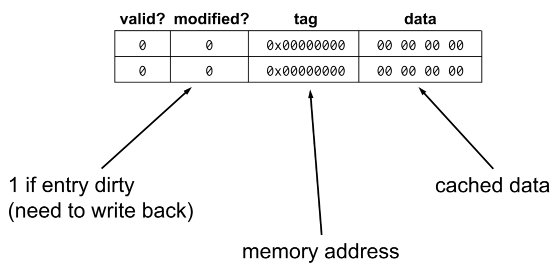 valid? modified? tag data
0 0 0x00000000 00 00 00 00
0 0 0x00000000 00 00 00 00
1 if entry dirty
(need to write back)
cached data
memory address